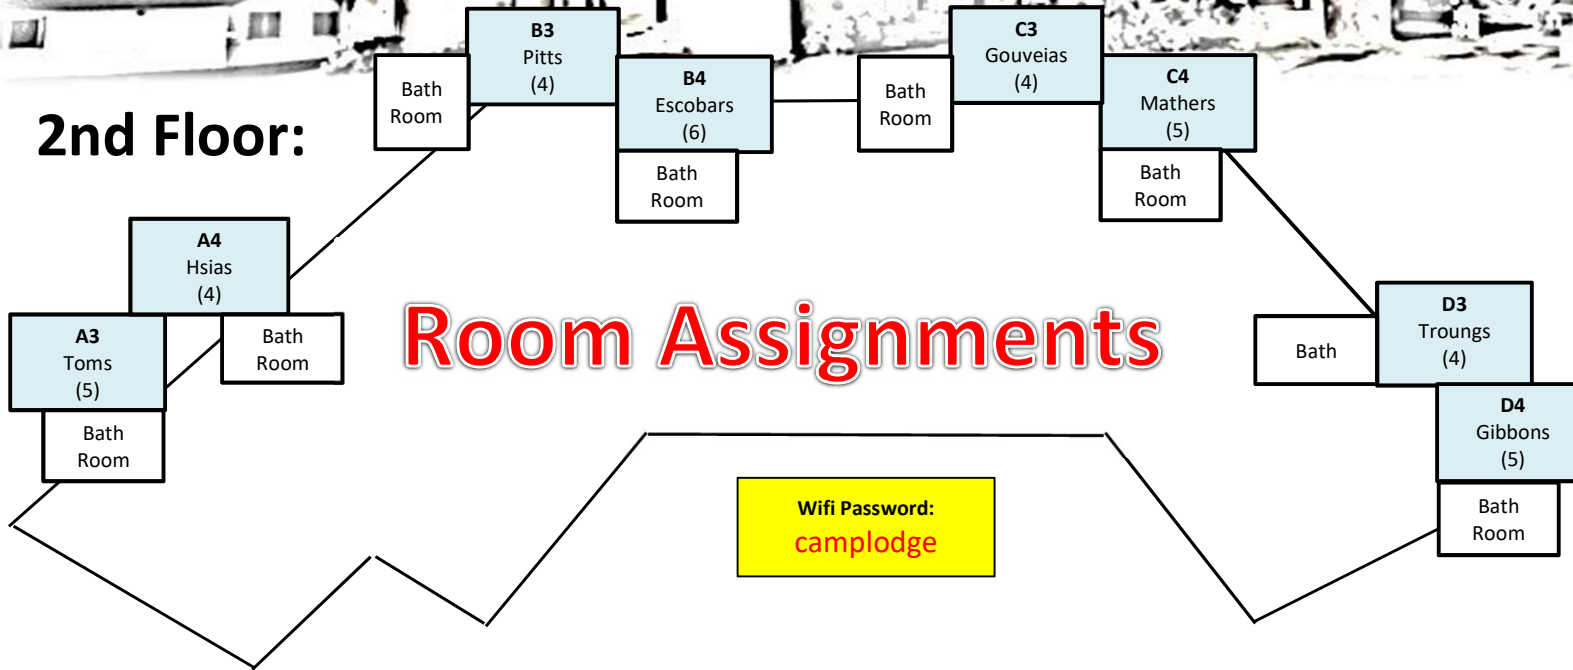 2nd Floor:
B3
Pitts
(4)
Bath
Room
B4
Escobars
(6)
Bath
Room
C3
Gouveias
(4)
Bath
Room
C4
Mathers
(5)
Bath
Room
A4
Hsias
(4)
Bath
Room
A3
Toms
(5)
Bath
Room
Room Assignments
D3
Troungs
(4)
Bath
D4
Gibbons
(5)
Bath
Room
Wifi Password:
camplodge